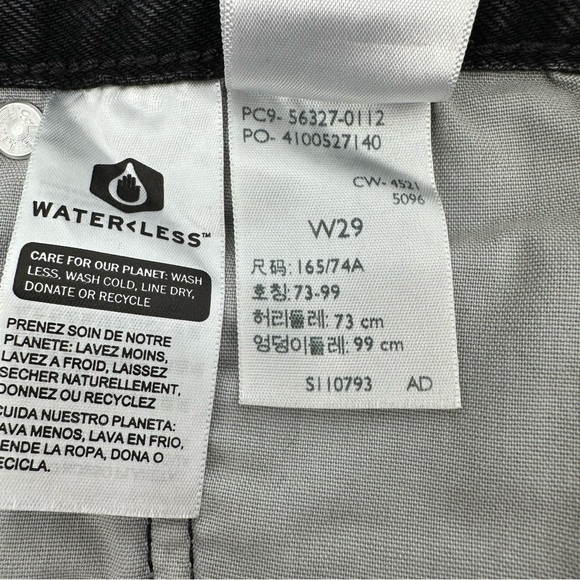 WATER<LESS™
CARE FOR OUR PLANET: WASH
LESS, WASH COLD, LINE DRY,
DONATE OR RECYCLE
PRENEZ SOIN DE NOTRE
PLANETE: LAVEZ MOINS,
LAVEZ A FROID, LAISSEZ
SECHER NATURELLEMENT,
DONNEZ OU RECYCLEZ
CUIDA NUESTRO PLANETA:
LAVA MENOS, LAVA EN FRIO,
TIENDE LA ROPA, DONA O
RECICLA.
PC9- 56327-0112
PO- 4100527140
CW- 4521
5096
W29
尺码: 165/74A
호칭: 73-99
허리둘레: 73 cm
엉덩이둘레: 99 cm
S110793 AD